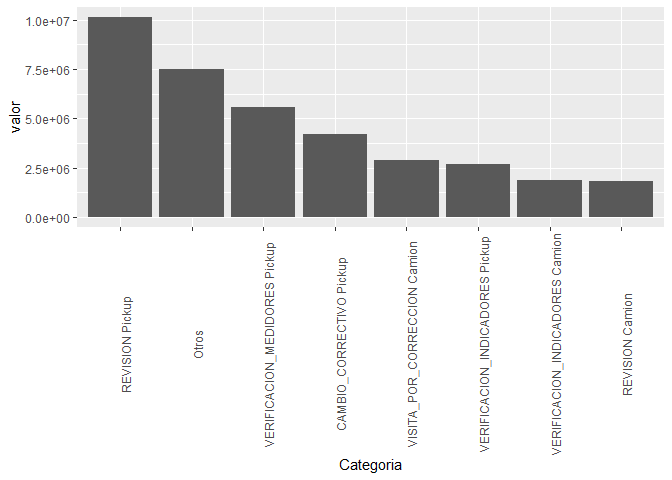 1.0e+07
7.5e+06
5.0e+06
2.5e+06
0.0e+00
valor
REVISION Pickup
Otros
VERIFICACION_MEDIDORES Pickup
CAMBIO_CORRECTIVO Pickup
VISITA_POR_CORRECCION Camion
VERIFICACION_INDICADORES Pickup
VERIFICACION_INDICADORES Camion
REVISION Camion
Categoria